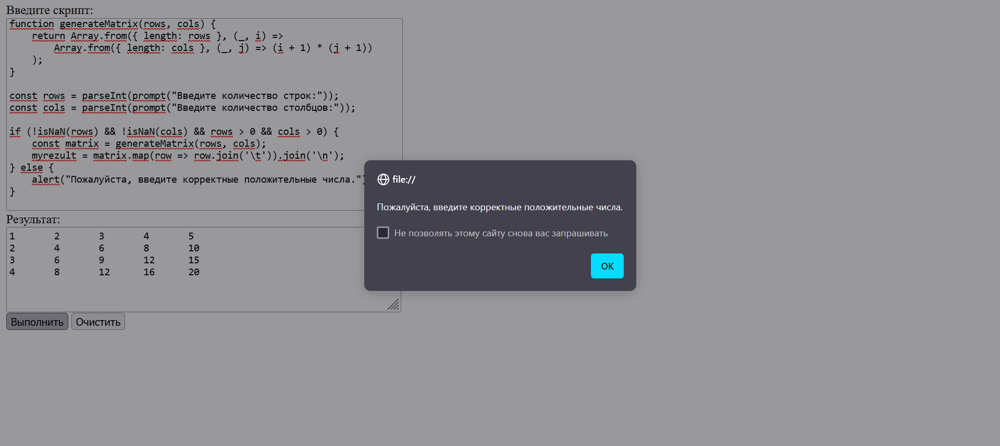 Введите скрипт:
function generateMatrix(rows, cols) {
    return Array.from({ length: rows }, (_, i) =>
        Array.from({ length: cols }, (_, j) => (i + 1) * (j + 1))
    );
}
const rows = parseInt(prompt("Введите количество строк:"));
const cols = parseInt(prompt("Введите количество столбцов:"));
if (!isNaN(rows) && !isNaN(cols) && rows > 0 && cols > 0) {
    const matrix = generateMatrix(rows, cols);
    myrezult = matrix.map(row => row.join('\t')).join('\n');
} else {
    alert("Пожалуйста, введите корректные положительные числа.")
}
Результат:
1	2	3	4	5
2	4	6	8	10
3	6	9	12	15
4	8	12	16	20
Выполнить Очистить
file://
Пожалуйста, введите корректные положительные числа.
Не позволять этому сайту снова вас запрашивать
ОК